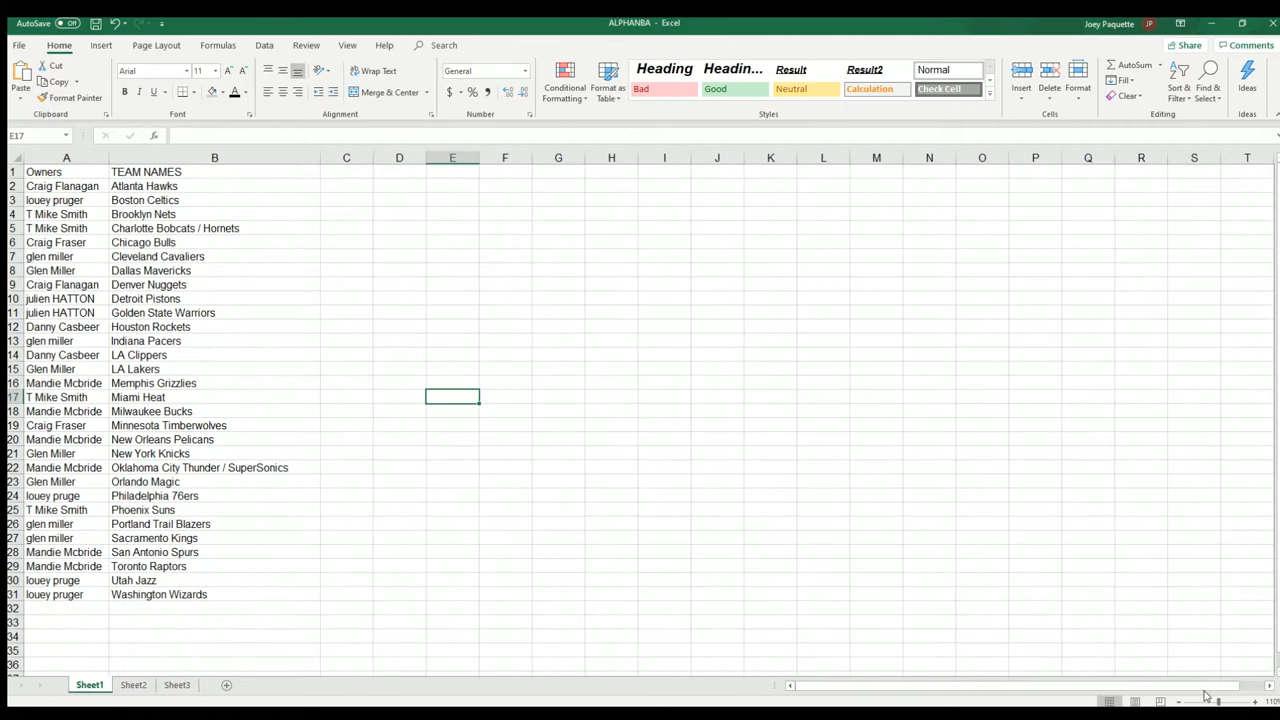 AutoSave Off ALPHANBA - Excel Joey Paquette JP
File Home Insert Page Layout Formulas Data Review View Help Search Share Comments
Paste Cut Copy Format Painter Clipboard
Arial 11 A A B I U A Font
Wrap Text Merge & Center Alignment
General $ % Number
Conditional Formatting Format as Table
Heading Headin... Result Result2 Normal
Bad Good Neutral Calculation Check Cell
Styles
Insert Delete Format Cells
AutoSum Fill Clear Sort & Filter Find & Select Editing
Ideas Ideas
E17 fx
A B C D E F G H I J K L M N O P Q R S T
1 Owners TEAM NAMES
2 Craig Flanagan Atlanta Hawks
3 louey pruger Boston Celtics
4 T Mike Smith Brooklyn Nets
5 T Mike Smith Charlotte Bobcats / Hornets
6 Craig Fraser Chicago Bulls
7 glen miller Cleveland Cavaliers
8 Glen Miller Dallas Mavericks
9 Craig Flanagan Denver Nuggets
10 julien HATTON Detroit Pistons
11 julien HATTON Golden State Warriors
12 Danny Casbeer Houston Rockets
13 glen miller Indiana Pacers
14 Danny Casbeer LA Clippers
15 Glen Miller LA Lakers
16 Mandie Mcbride Memphis Grizzlies
17 T Mike Smith Miami Heat
18 Mandie Mcbride Milwaukee Bucks
19 Craig Fraser Minnesota Timberwolves
20 Mandie Mcbride New Orleans Pelicans
21 Glen Miller New York Knicks
22 Mandie Mcbride Oklahoma City Thunder / SuperSonics
23 Glen Miller Orlando Magic
24 louey pruge Philadelphia 76ers
25 T Mike Smith Phoenix Suns
26 glen miller Portland Trail Blazers
27 glen miller Sacramento Kings
28 Mandie Mcbride San Antonio Spurs
29 Mandie Mcbride Toronto Raptors
30 louey pruge Utah Jazz
31 louey pruger Washington Wizards
32
33
34
35
36
Sheet1 Sheet2 Sheet3